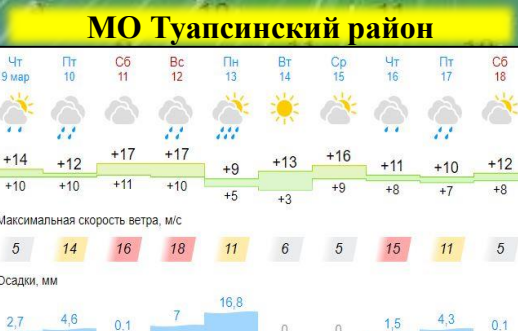 МО Туапсинский район
Чт Пт Сб Вс Пн Вт Ср Чт Пт Сб
9 мар 10 11 12 13 14 15 16 17 18
+14 +12 +17 +17 +9 +13 +16 +11 +10 +12
+10 +10 +11 +10 +5 +3 +9 +8 +7 +8
Максимальная скорость ветра, м/с
5 14 16 18 11 6 5 15 11 5
Осадки, мм
2,7 4,6 0,1 7 16,8 0 0 1,5 4,3 0,1